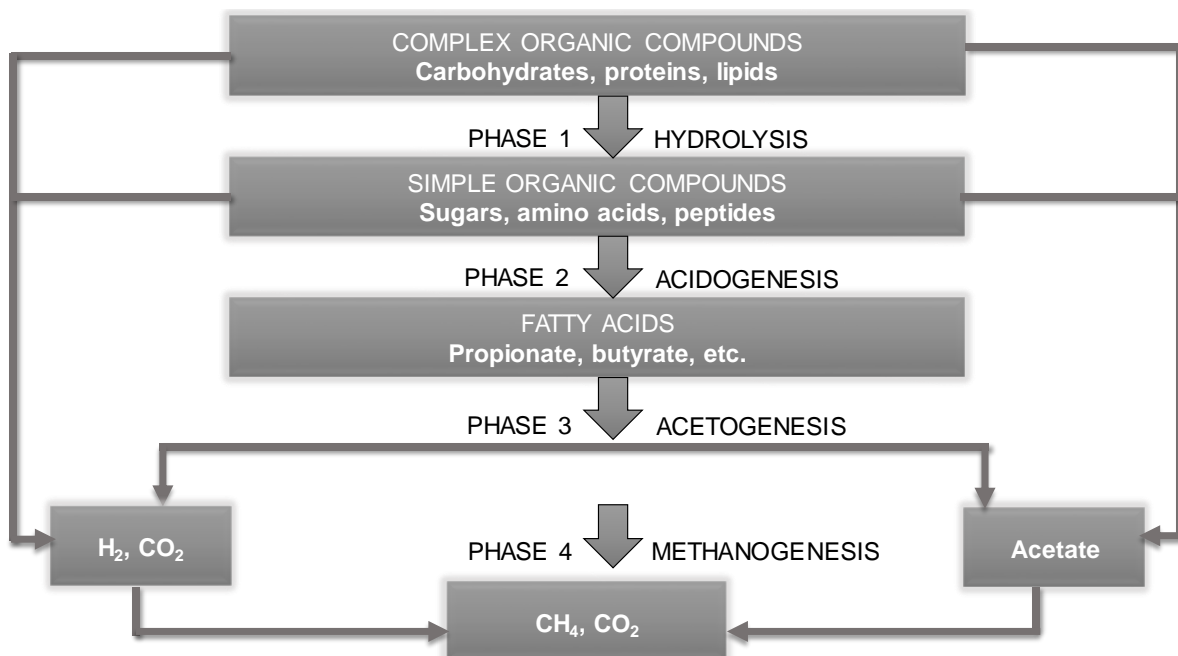 COMPLEX ORGANIC COMPOUNDS
Carbohydrates, proteins, lipids
PHASE 1 HYDROLYSIS
SIMPLE ORGANIC COMPOUNDS
Sugars, amino acids, peptides
PHASE 2 ACIDOGENESIS
FATTY ACIDS
Propionate, butyrate, etc.
PHASE 3 ACETOGENESIS
H₂, CO₂
PHASE 4 METHANOGENESIS
Acetate
CH₄, CO₂